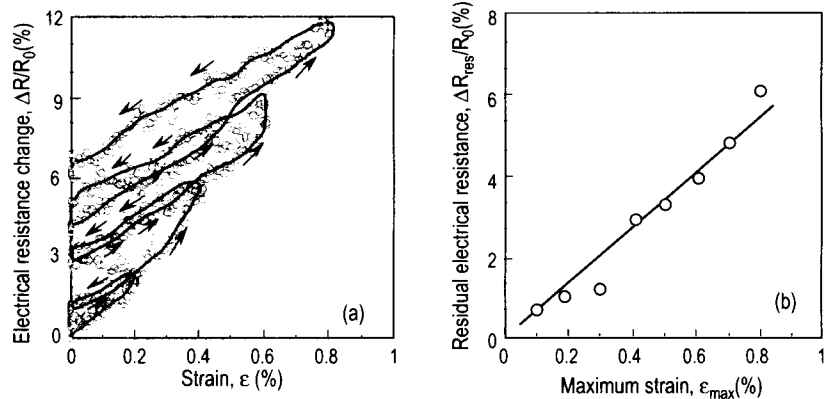 Electrical resistance change, ΔR/R₀(%)
12
9
6
3
0
0 0.2 0.4 0.6 0.8 1
Strain, ε (%)
(a)
Residual electrical resistance, ΔRres/R₀(%)
8
6
4
2
0
0 0.2 0.4 0.6 0.8 1
Maximum strain, εmax(%)
(b)